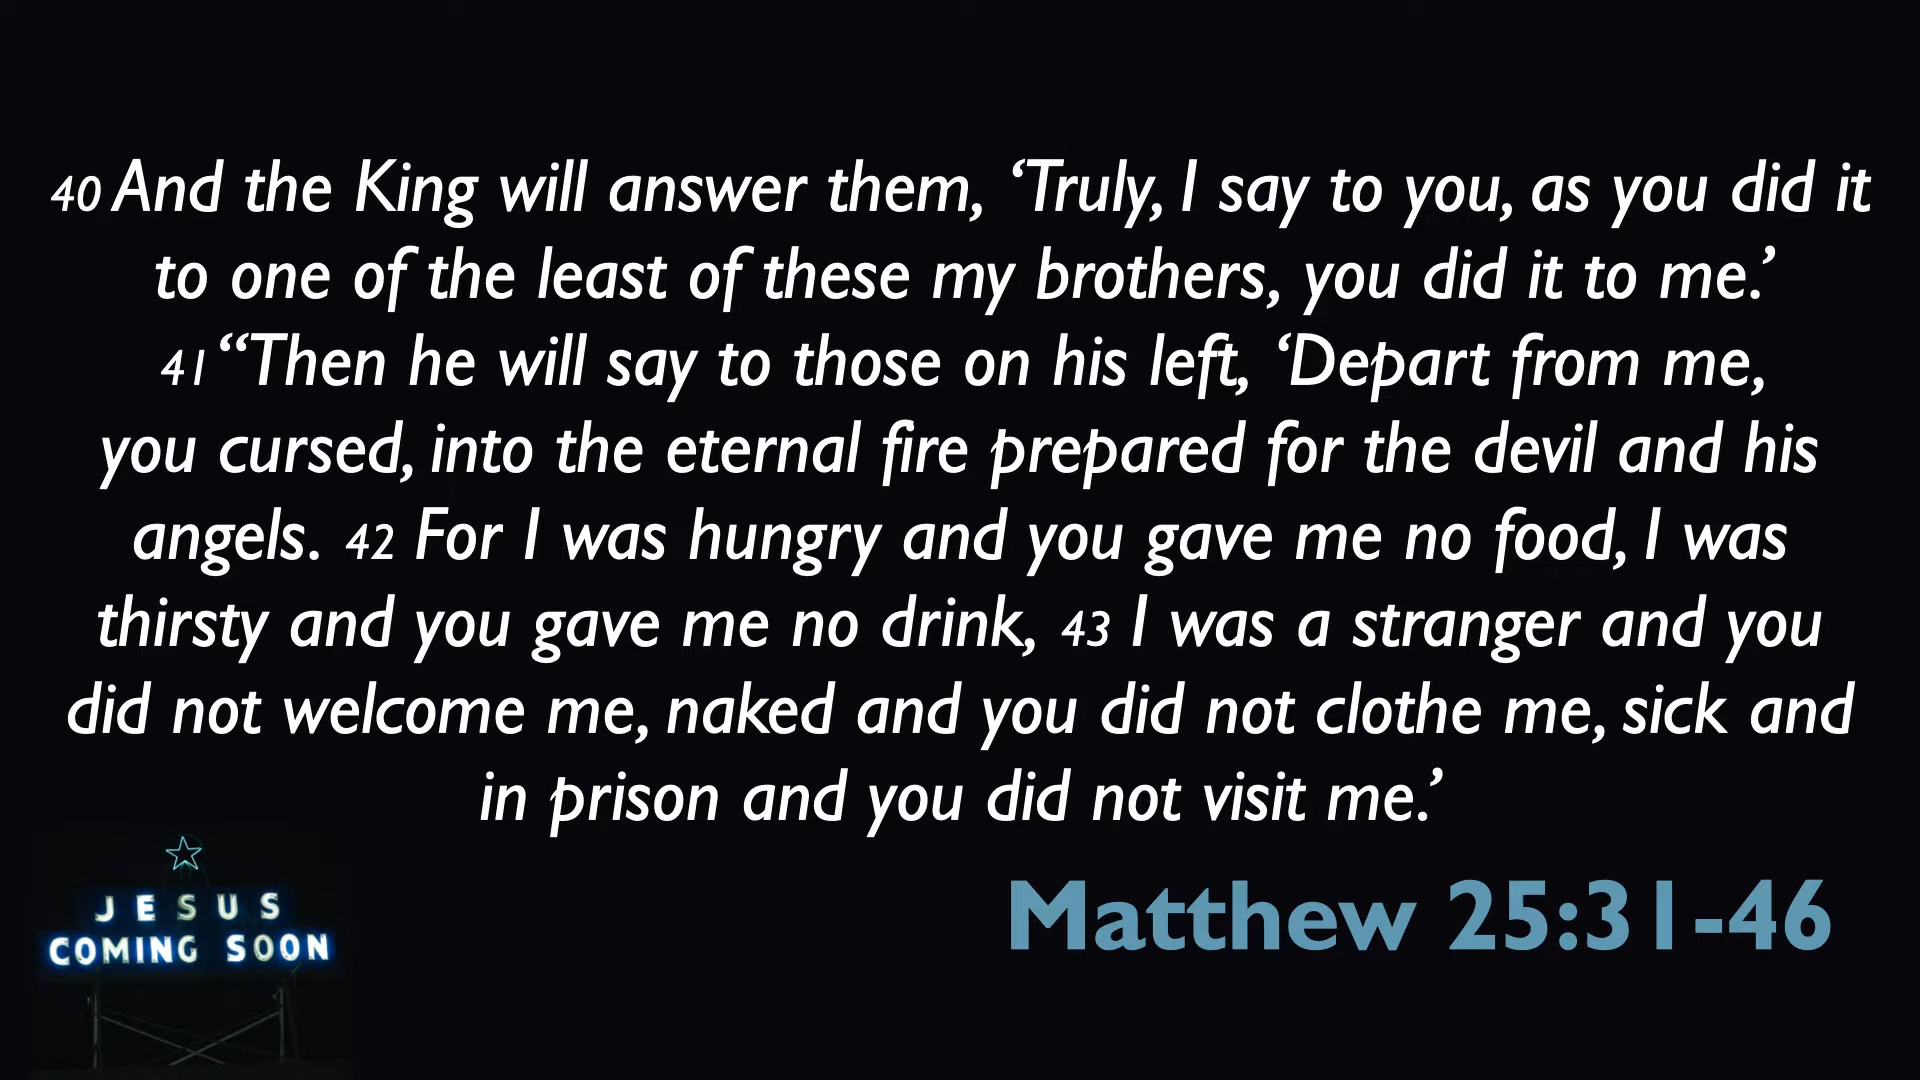 40 And the King will answer them, ‘Truly, I say to you, as you did it
to one of the least of these my brothers, you did it to me.’
41 “Then he will say to those on his left, ‘Depart from me,
you cursed, into the eternal fire prepared for the devil and his
angels. 42 For I was hungry and you gave me no food, I was
thirsty and you gave me no drink, 43 I was a stranger and you
did not welcome me, naked and you did not clothe me, sick and
in prison and you did not visit me.’
Matthew 25:31-46
JESUS
COMING SOON